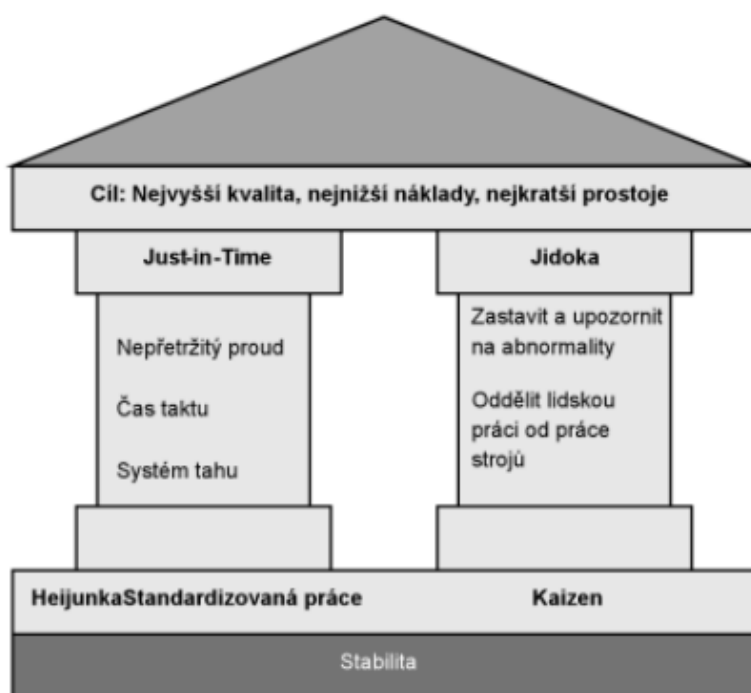 Cíl: Nejvyšší kvalita, nejnižší náklady, nejkratší prostoje
Just-in-Time
Nepřetržitý proud
Čas taktu
Systém tahu
Jidoka
Zastavit a upozornit
na abnormality
Oddělit lidskou
práci od práce
strojů
HeijunkaStandardizovaná práce
Kaizen
Stabilita